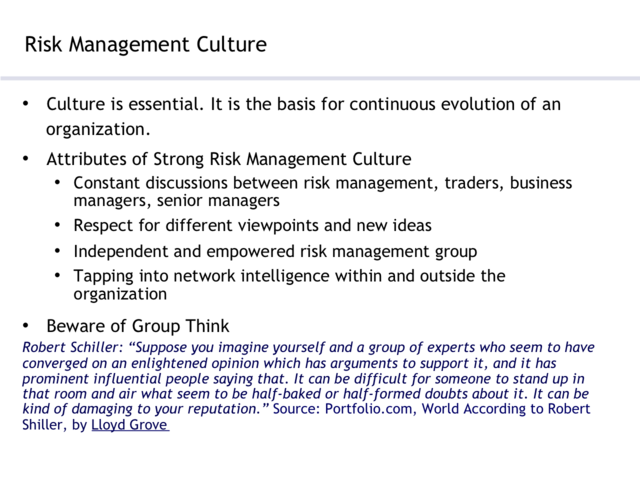 Risk Management Culture
• Culture is essential. It is the basis for continuous evolution of an
organization.
• Attributes of Strong Risk Management Culture
• Constant discussions between risk management, traders, business
managers, senior managers
• Respect for different viewpoints and new ideas
• Independent and empowered risk management group
• Tapping into network intelligence within and outside the
organization
• Beware of Group Think
Robert Schiller: “Suppose you imagine yourself and a group of experts who seem to have
converged on an enlightened opinion which has arguments to support it, and it has
prominent influential people saying that. It can be difficult for someone to stand up in
that room and air what seem to be half-baked or half-formed doubts about it. It can be
kind of damaging to your reputation.” Source: Portfolio.com, World According to Robert
Shiller, by Lloyd Grove